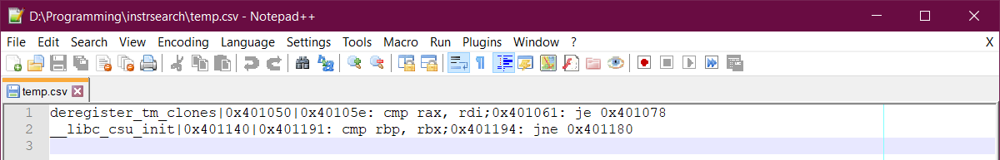 D:\Programming\instrsearch\temp.csv - Notepad++
File Edit Search View Encoding Language Settings Tools Macro Run Plugins Window ? X
temp.csv
1 deregister_tm_clones|0x401050|0x40105e: cmp rax, rdi;0x401061: je 0x401078
2 __libc_csu_init|0x401140|0x401191: cmp rbp, rbx;0x401194: jne 0x401180
3